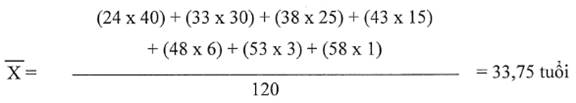 (24 x 40) + (33 x 30) + (38 x 25) + (43 x 15)
+ (48 x 6) + (53 x 3) + (58 x 1)
X̅ = = 33,75 tuổi
120